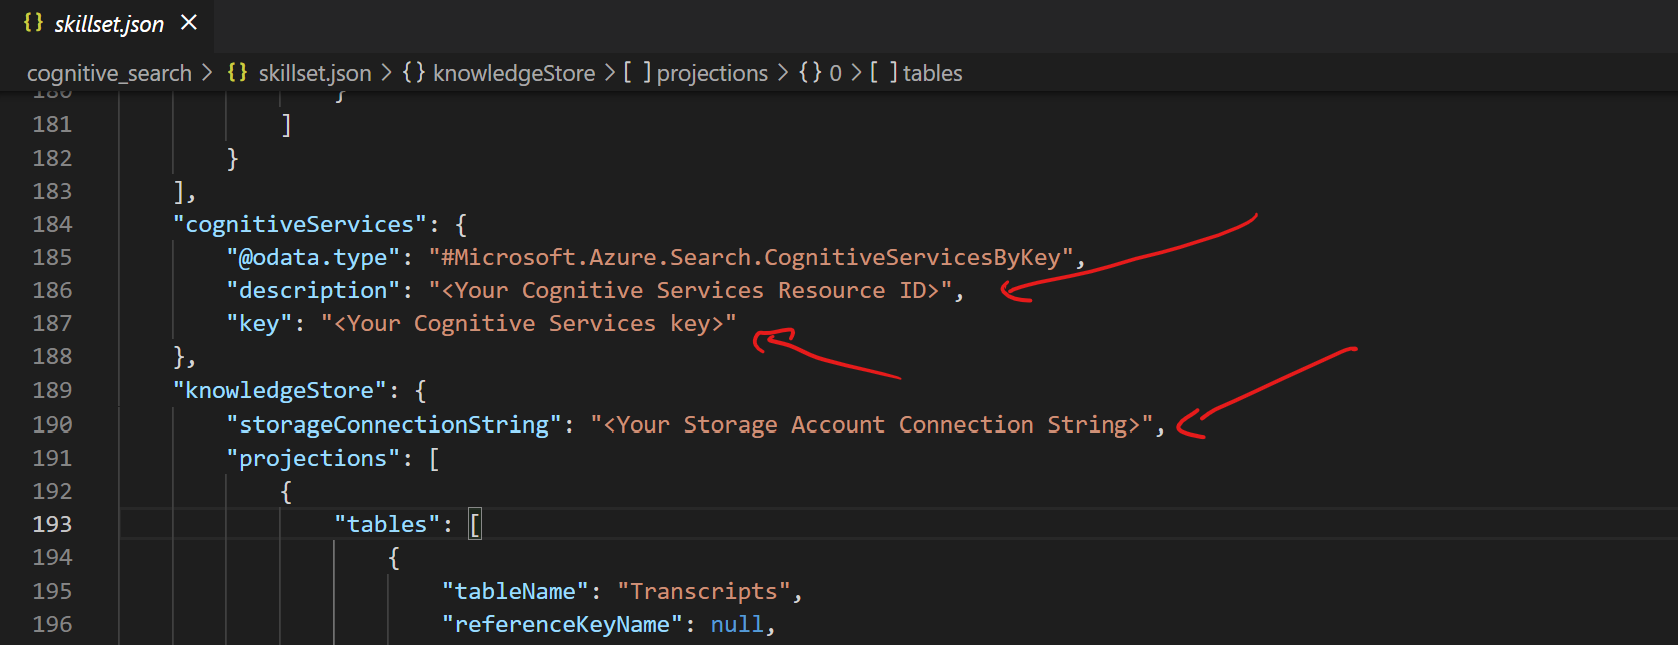 {} skillset.json ×
cognitive_search > {} skillset.json > {} knowledgeStore > [ ] projections > {} 0 > [ ] tables
180 }
181 ]
182 }
183 ],
184 "cognitiveServices": {
185 "@odata.type": "#Microsoft.Azure.Search.CognitiveServicesByKey",
186 "description": "<Your Cognitive Services Resource ID>",
187 "key": "<Your Cognitive Services key>"
188 },
189 "knowledgeStore": {
190 "storageConnectionString": "<Your Storage Account Connection String>",
191 "projections": [
192 {
193 "tables": [
194 {
195 "tableName": "Transcripts",
196 "referenceKeyName": null,